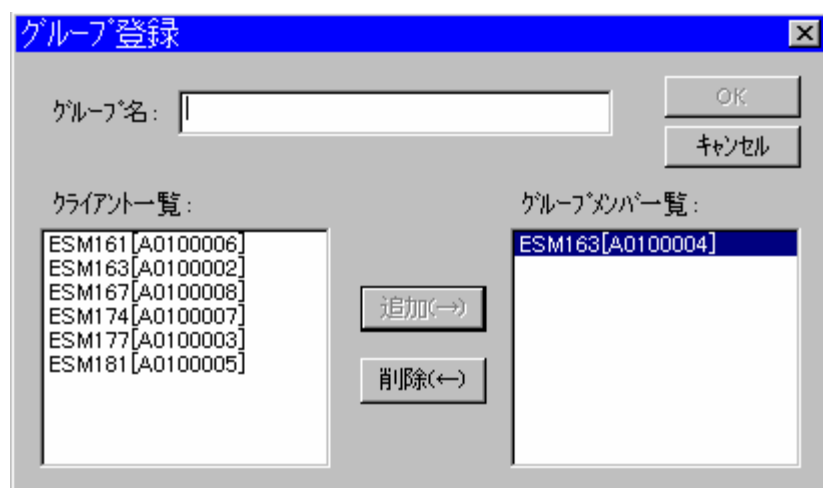 グループ登録
グループ名:
OK
キャンセル
クライアント一覧:
グループメンバ一覧:
ESM161[A0100006]
ESM163[A0100002]
ESM167[A0100008]
ESM174[A0100007]
ESM177[A0100003]
ESM181[A0100005]
追加(→)
削除(←)
ESM163[A0100004]